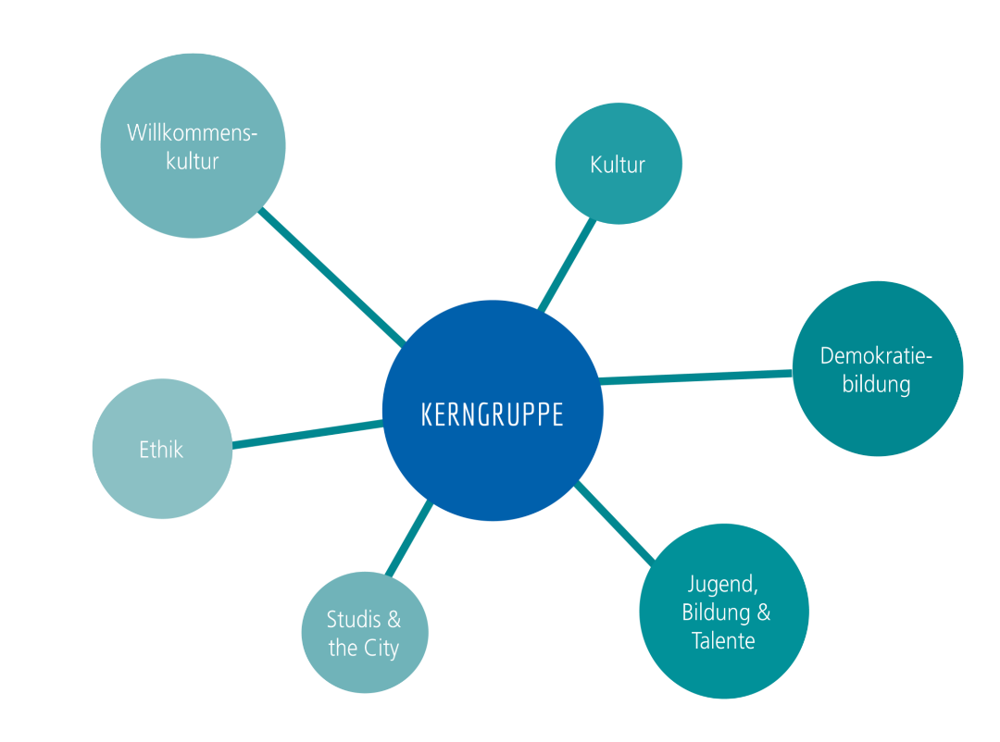 Willkommens-
kultur
Kultur
Demokratie-
bildung
KERNGRUPPE
Ethik
Jugend,
Bildung &
Talente
Studis &
the City